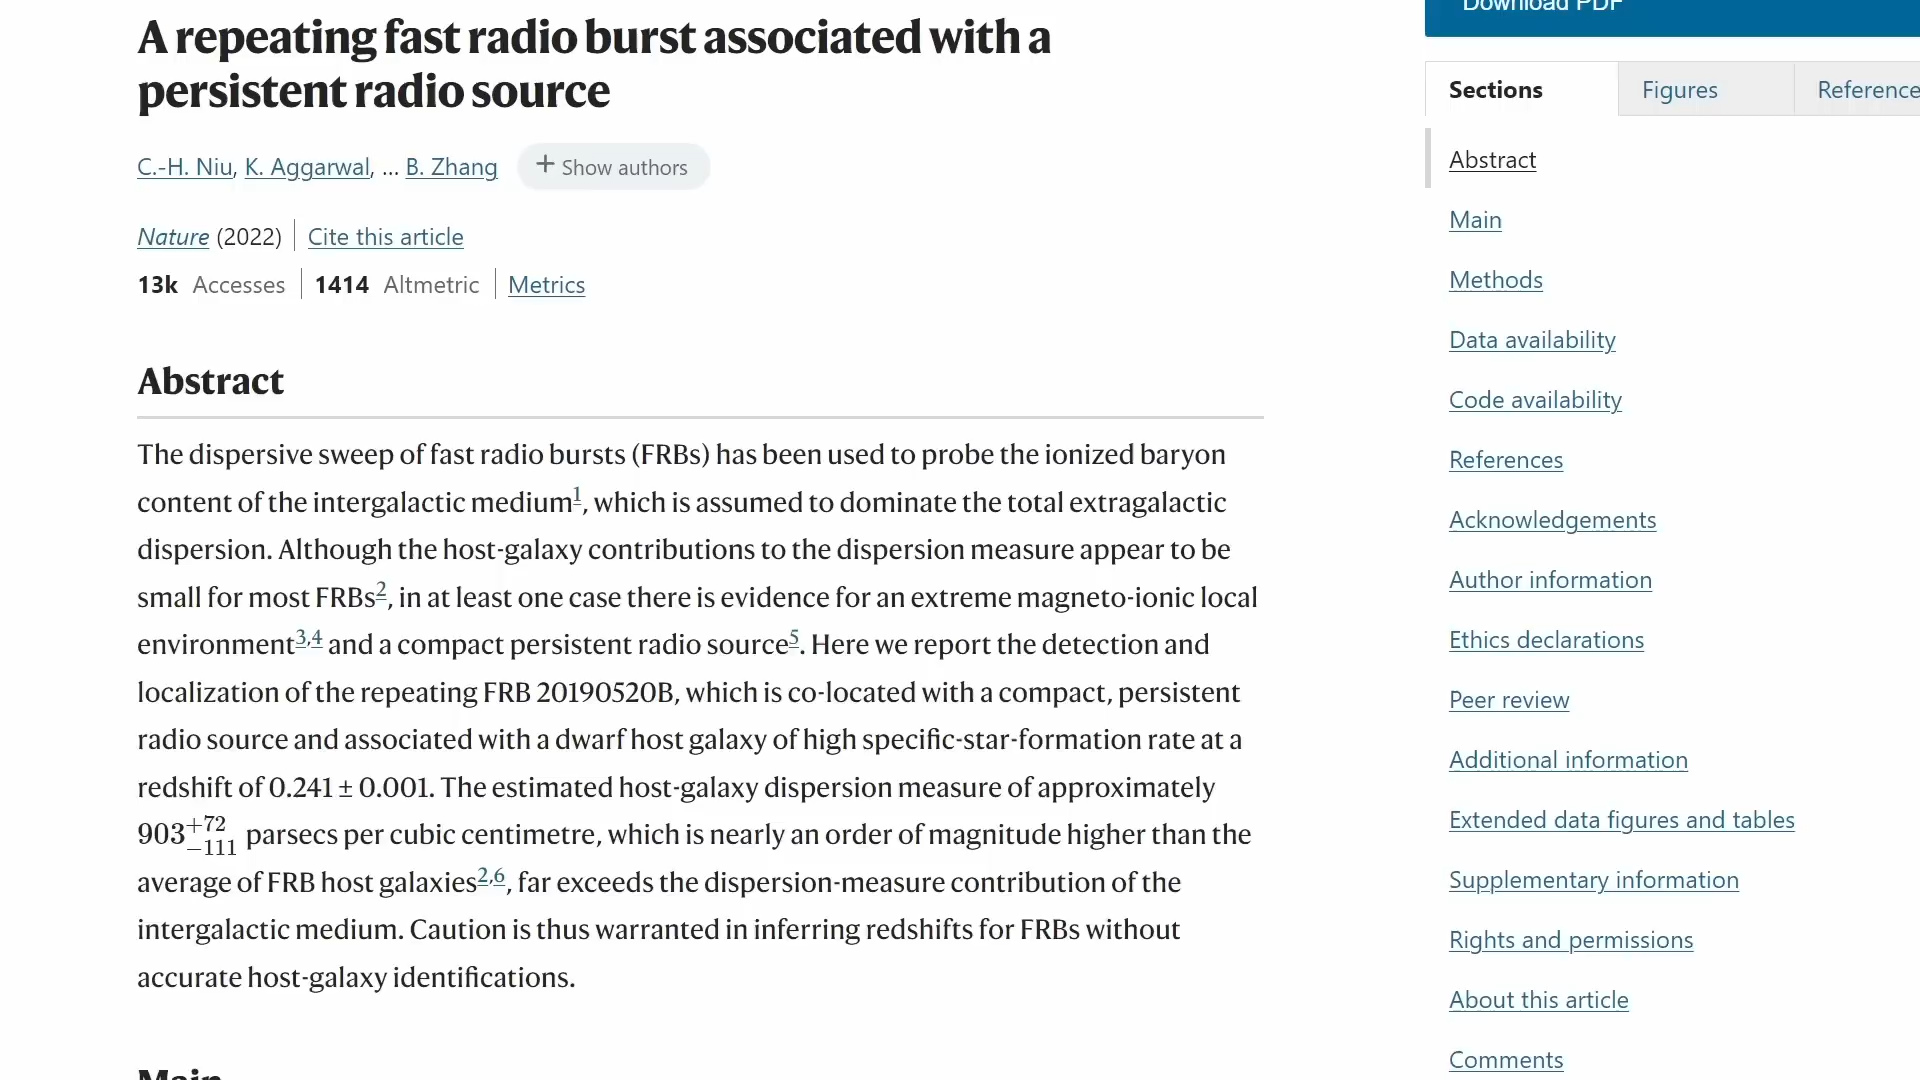 A repeating fast radio burst associated with a
persistent radio source
C.-H. Niu, K. Aggarwal, ... B. Zhang + Show authors
Nature (2022) Cite this article
13k Accesses 1414 Altmetric Metrics
Abstract
The dispersive sweep of fast radio bursts (FRBs) has been used to probe the ionized baryon
content of the intergalactic medium1, which is assumed to dominate the total extragalactic
dispersion. Although the host-galaxy contributions to the dispersion measure appear to be
small for most FRBs2, in at least one case there is evidence for an extreme magneto-ionic local
environment3,4 and a compact persistent radio source5. Here we report the detection and
localization of the repeating FRB 20190520B, which is co-located with a compact, persistent
radio source and associated with a dwarf host galaxy of high specific-star-formation rate at a
redshift of 0.241 ± 0.001. The estimated host-galaxy dispersion measure of approximately
903+72−111 parsecs per cubic centimetre, which is nearly an order of magnitude higher than the
average of FRB host galaxies2,6, far exceeds the dispersion-measure contribution of the
intergalactic medium. Caution is thus warranted in inferring redshifts for FRBs without
accurate host-galaxy identifications.
Main
Download PDF
Sections Figures Reference
Abstract
Main
Methods
Data availability
Code availability
References
Acknowledgements
Author information
Ethics declarations
Peer review
Additional information
Extended data figures and tables
Supplementary information
Rights and permissions
About this article
Comments